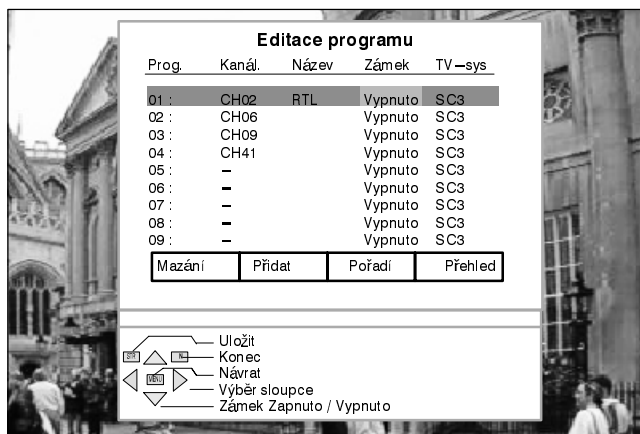 Editace programu
Prog. Kanál. Název Zámek TV–sys
01 : CH02 RTL Vypnuto SC3
02 : CH06 Vypnuto SC3
03 : CH09 Vypnuto SC3
04 : CH41 Vypnuto SC3
05 : – Vypnuto SC3
06 : – Vypnuto SC3
07 : – Vypnuto SC3
08 : – Vypnuto SC3
09 : – Vypnuto SC3
Mazání Přidat Pořadí Přehled
Uložit
STR N Konec
MENU Návrat
Výběr sloupce
Zámek Zapnuto / Vypnuto